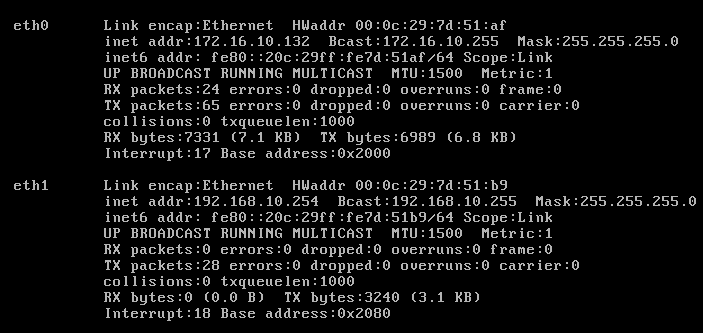 eth0 Link encap:Ethernet HWaddr 00:0c:29:7d:51:af
inet addr:172.16.10.132 Bcast:172.16.10.255 Mask:255.255.255.0
inet6 addr: fe80::20c:29ff:fe7d:51af/64 Scope:Link
UP BROADCAST RUNNING MULTICAST MTU:1500 Metric:1
RX packets:24 errors:0 dropped:0 overruns:0 frame:0
TX packets:65 errors:0 dropped:0 overruns:0 carrier:0
collisions:0 txqueuelen:1000
RX bytes:7331 (7.1 KB) TX bytes:6989 (6.8 KB)
Interrupt:17 Base address:0x2000
eth1 Link encap:Ethernet HWaddr 00:0c:29:7d:51:b9
inet addr:192.168.10.254 Bcast:192.168.10.255 Mask:255.255.255.0
inet6 addr: fe80::20c:29ff:fe7d:51b9/64 Scope:Link
UP BROADCAST RUNNING MULTICAST MTU:1500 Metric:1
RX packets:0 errors:0 dropped:0 overruns:0 frame:0
TX packets:28 errors:0 dropped:0 overruns:0 carrier:0
collisions:0 txqueuelen:1000
RX bytes:0 (0.0 B) TX bytes:3240 (3.1 KB)
Interrupt:18 Base address:0x2080